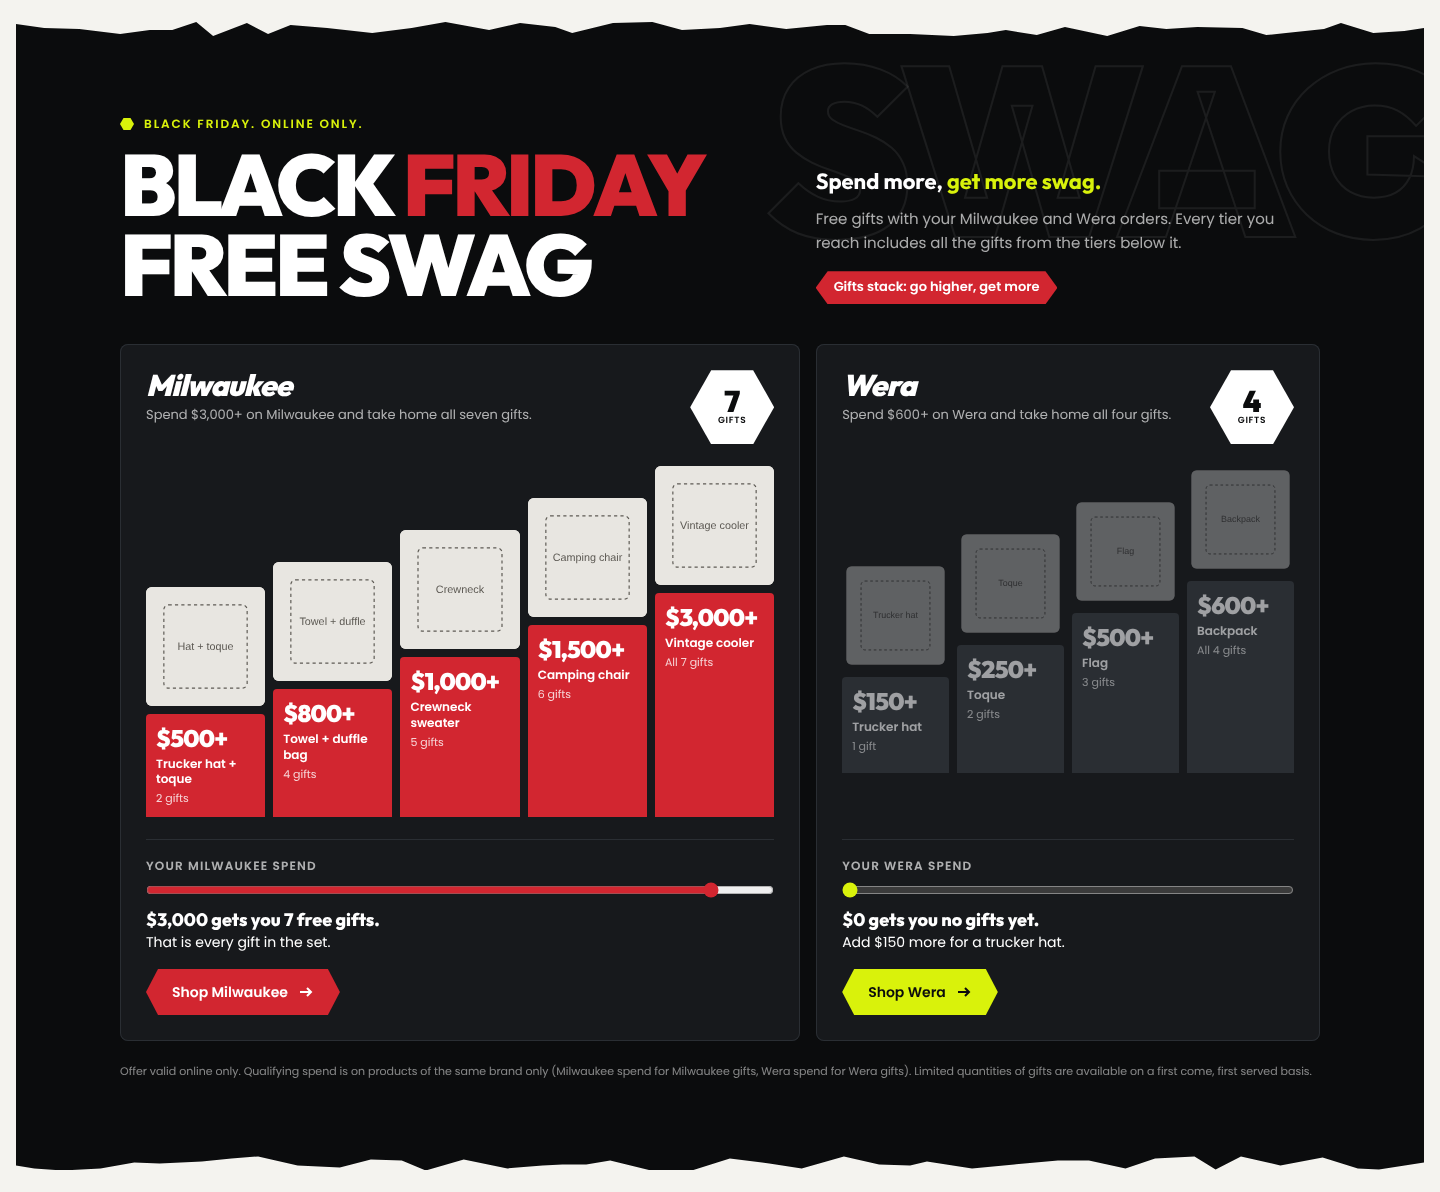 SWAG
BLACK FRIDAY. ONLINE ONLY.
BLACK FRIDAY
FREE SWAG
Spend more, get more swag.
Free gifts with your Milwaukee and Wera orders. Every tier you
reach includes all the gifts from the tiers below it.
Gifts stack: go higher, get more
Milwaukee
Spend $3,000+ on Milwaukee and take home all seven gifts.
7
GIFTS
Hat + toque
$500+
Trucker hat +
toque
2 gifts
Towel + duffle
$800+
Towel + duffle
bag
4 gifts
Crewneck
$1,000+
Crewneck
sweater
5 gifts
Camping chair
$1,500+
Camping chair
6 gifts
Vintage cooler
$3,000+
Vintage cooler
All 7 gifts
YOUR MILWAUKEE SPEND
$3,000 gets you 7 free gifts.
That is every gift in the set.
Shop Milwaukee →
Wera
Spend $600+ on Wera and take home all four gifts.
4
GIFTS
Trucker hat
$150+
Trucker hat
1 gift
Toque
$250+
Toque
2 gifts
Flag
$500+
Flag
3 gifts
Backpack
$600+
Backpack
All 4 gifts
YOUR WERA SPEND
$0 gets you no gifts yet.
Add $150 more for a trucker hat.
Shop Wera →
Offer valid online only. Qualifying spend is on products of the same brand only (Milwaukee spend for Milwaukee gifts, Wera spend for Wera gifts). Limited quantities of gifts are available on a first come, first served basis.